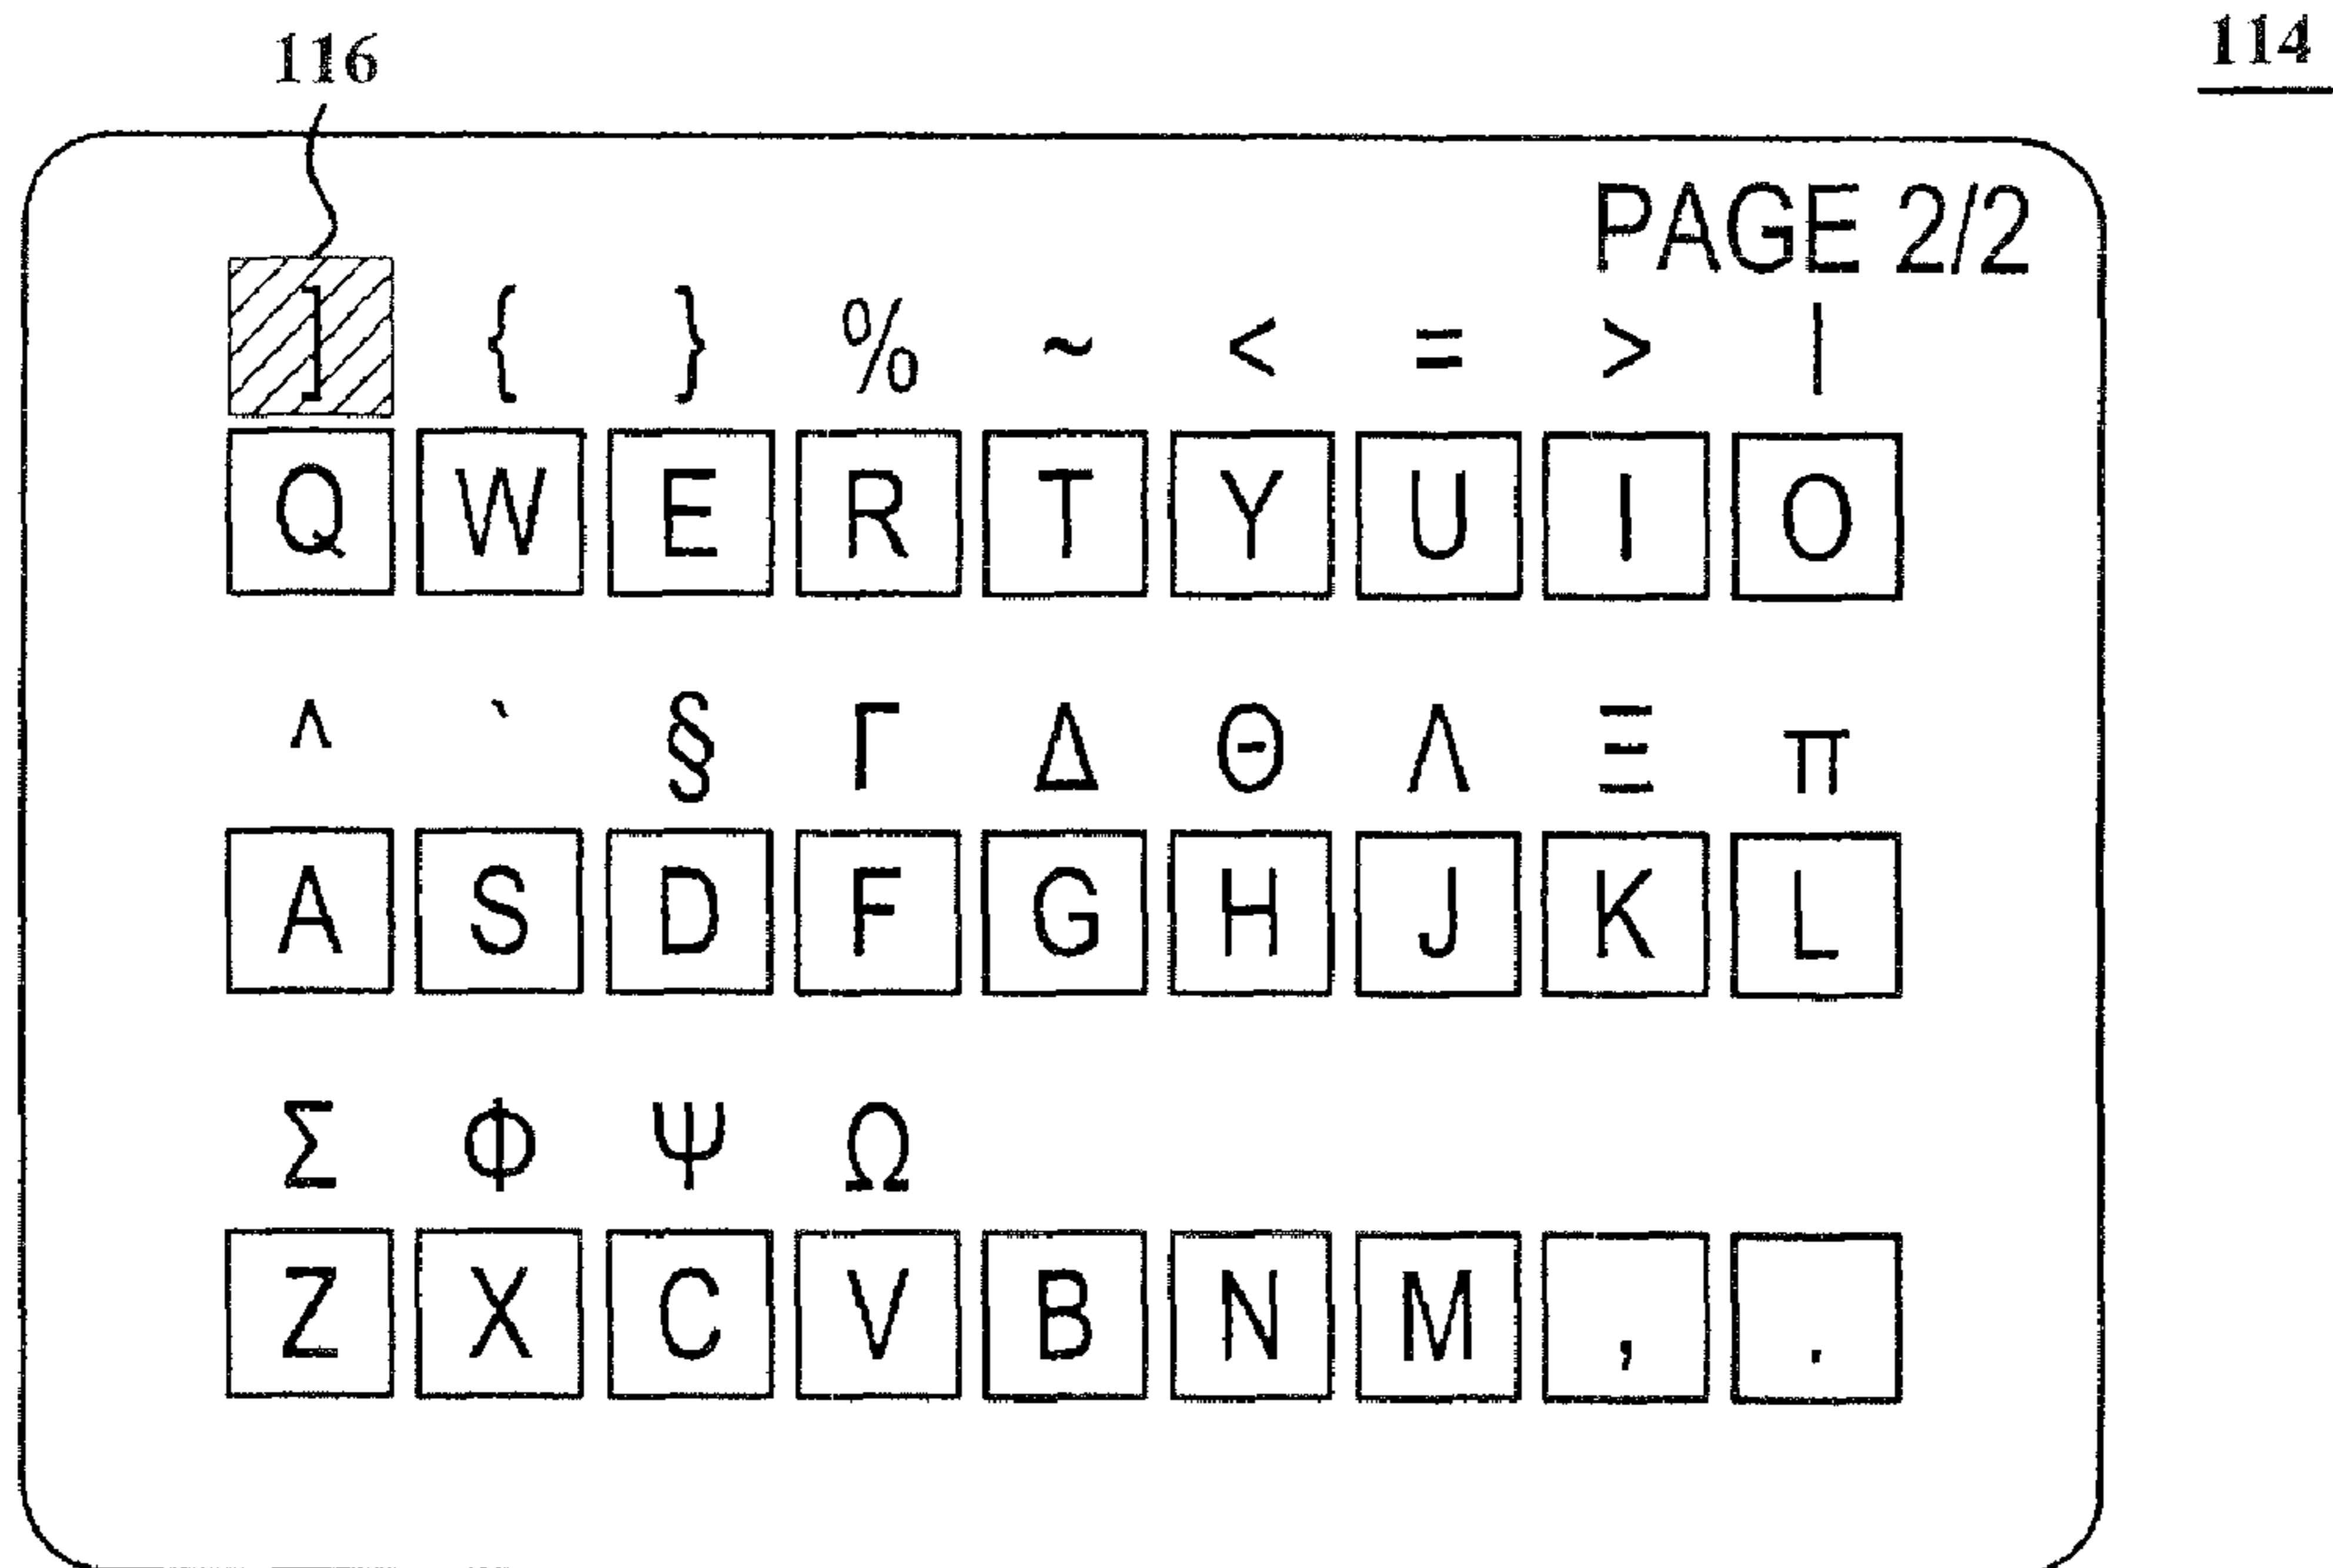 116
114
PAGE 2/2
] { } % ~ < = > |
Q W E R T Y U I O
^ ` § Γ Δ Θ Λ Ξ π
A S D F G H J K L
Σ Φ Ψ Ω
Z X C V B N M , .